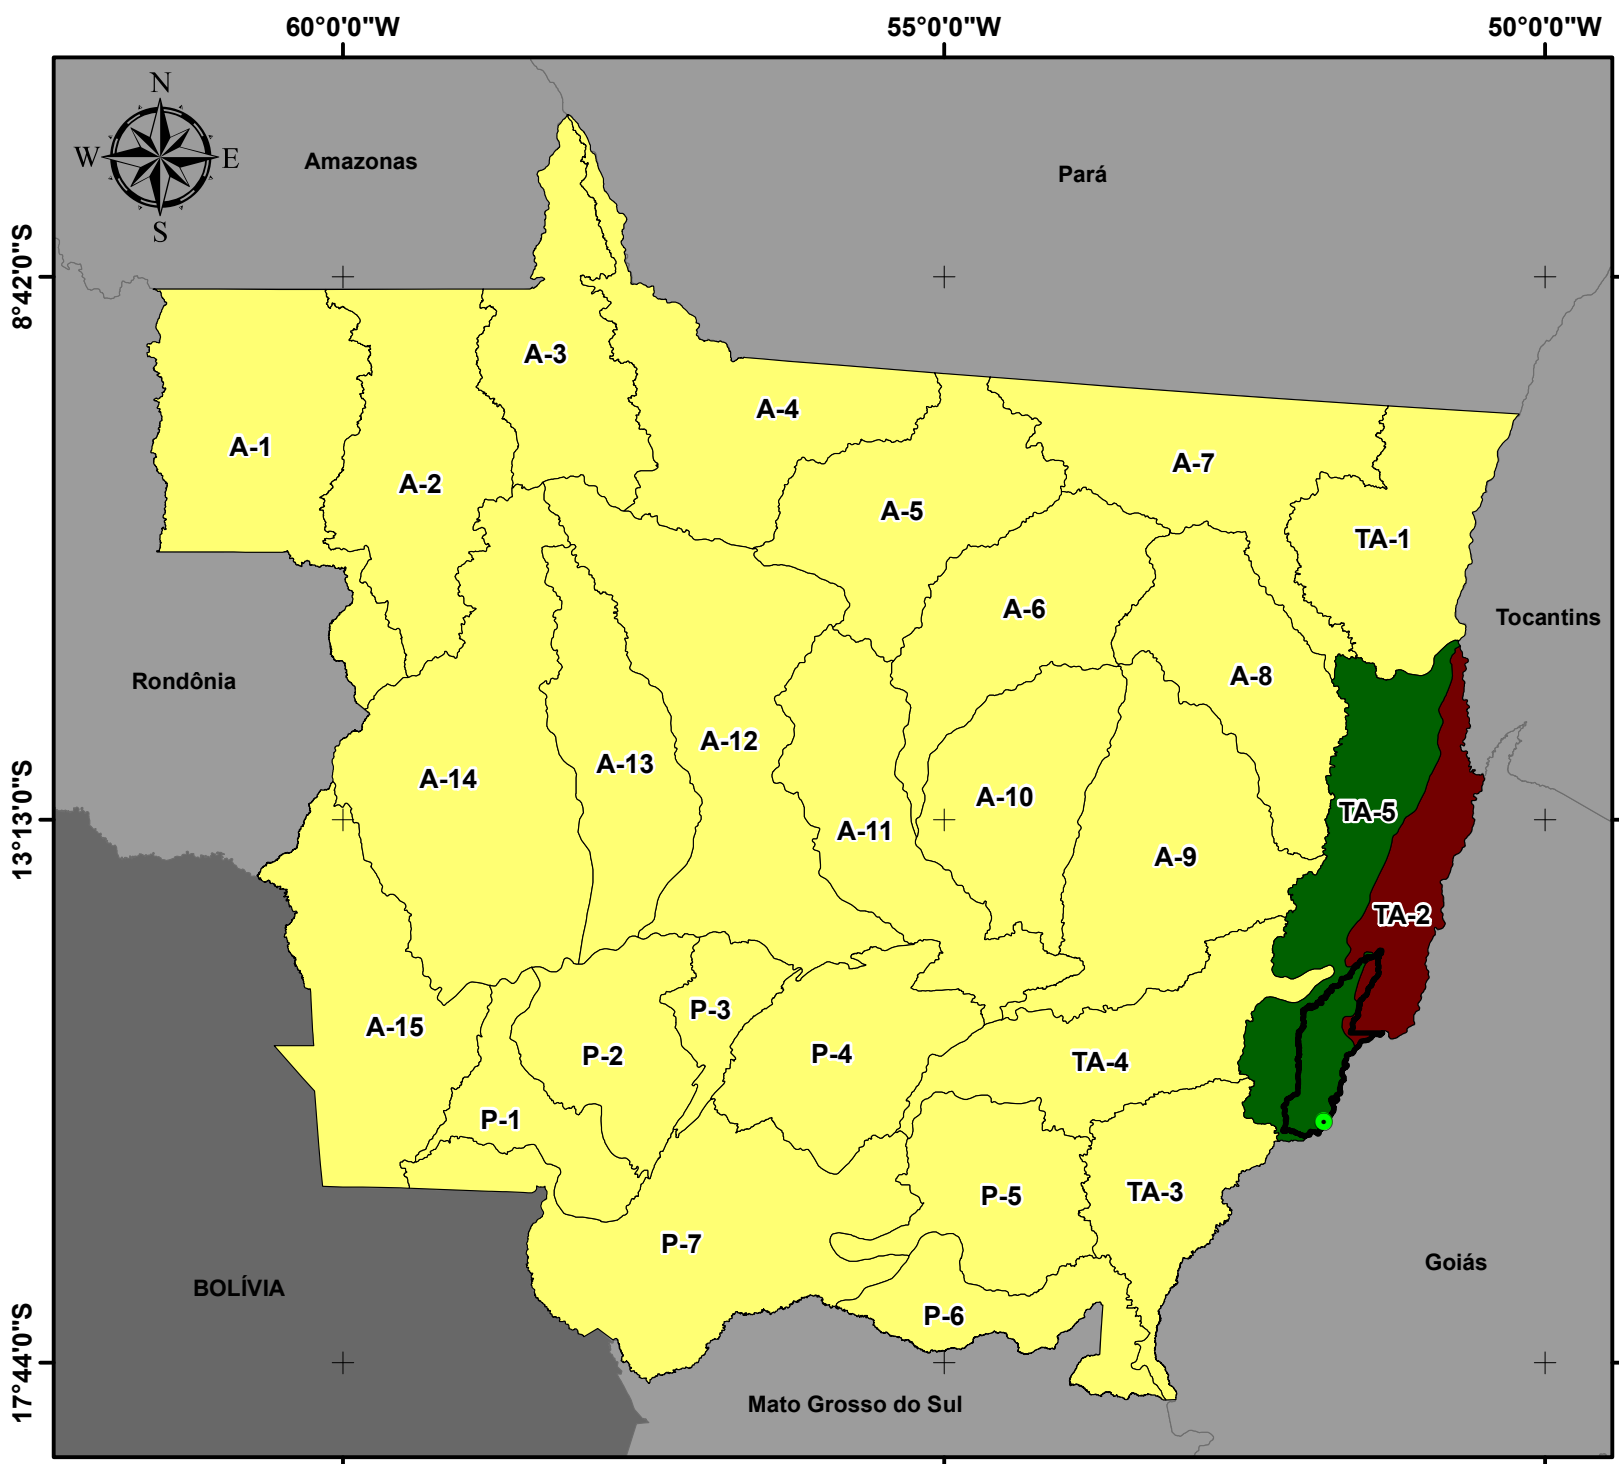 60°0'0"W
55°0'0"W
50°0'0"W
N
W
E
S
Amazonas
Pará
8°42'0"S
A-3
A-4
A-1
A-7
A-2
A-5
TA-1
A-6
Tocantins
Rondônia
A-8
A-12
A-13
A-14
A-10
TA-5
13°13'0"S
A-11
A-9
TA-2
P-3
A-15
P-2
P-4
TA-4
P-1
P-5
TA-3
P-7
Goiás
BOLÍVIA
P-6
17°44'0"S
Mato Grosso do Sul